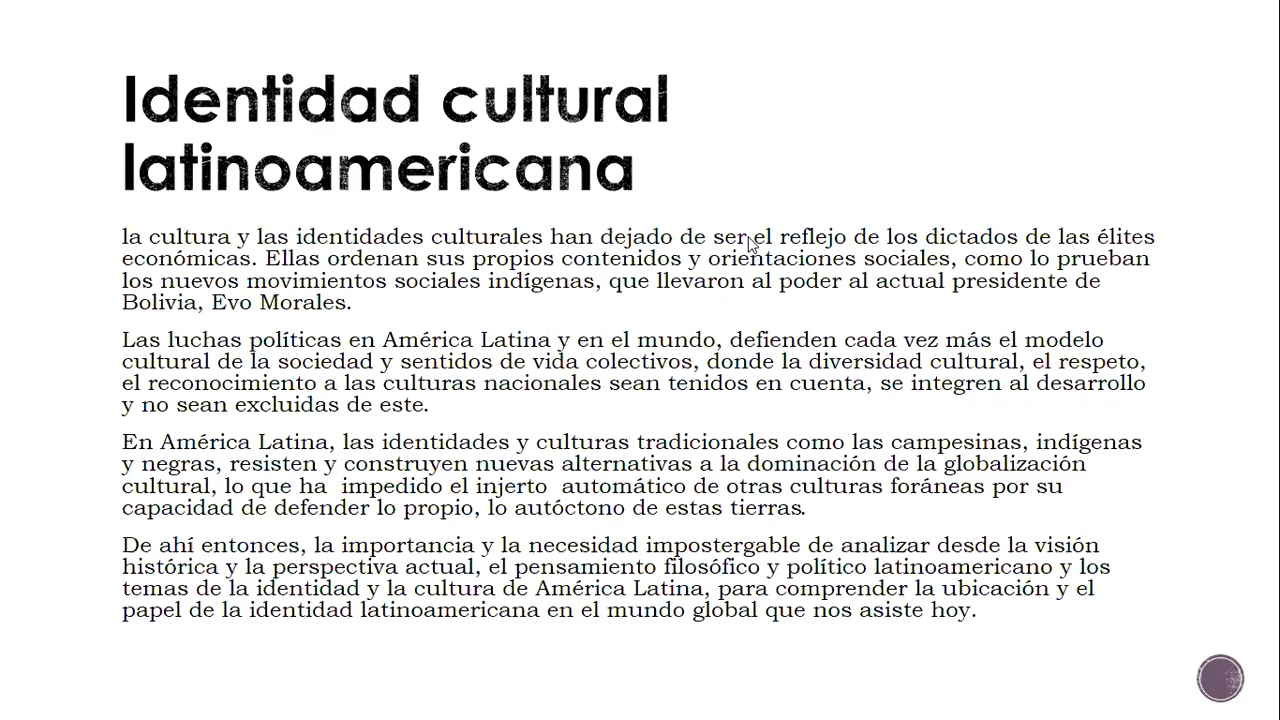 Identidad cultural
latinoamericana
la cultura y las identidades culturales han dejado de ser el reflejo de los dictados de las élites
económicas. Ellas ordenan sus propios contenidos y orientaciones sociales, como lo prueban
los nuevos movimientos sociales indígenas, que llevaron al poder al actual presidente de
Bolivia, Evo Morales.
Las luchas políticas en América Latina y en el mundo, defienden cada vez más el modelo
cultural de la sociedad y sentidos de vida colectivos, donde la diversidad cultural, el respeto,
el reconocimiento a las culturas nacionales sean tenidos en cuenta, se integren al desarrollo
y no sean excluidas de este.
En América Latina, las identidades y culturas tradicionales como las campesinas, indígenas
y negras, resisten y construyen nuevas alternativas a la dominación de la globalización
cultural, lo que ha  impedido el injerto  automático de otras culturas foráneas por su
capacidad de defender lo propio, lo autóctono de estas tierras.
De ahí entonces, la importancia y la necesidad impostergable de analizar desde la visión
histórica y la perspectiva actual, el pensamiento filosófico y político latinoamericano y los
temas de la identidad y la cultura de América Latina, para comprender la ubicación y el
papel de la identidad latinoamericana en el mundo global que nos asiste hoy.